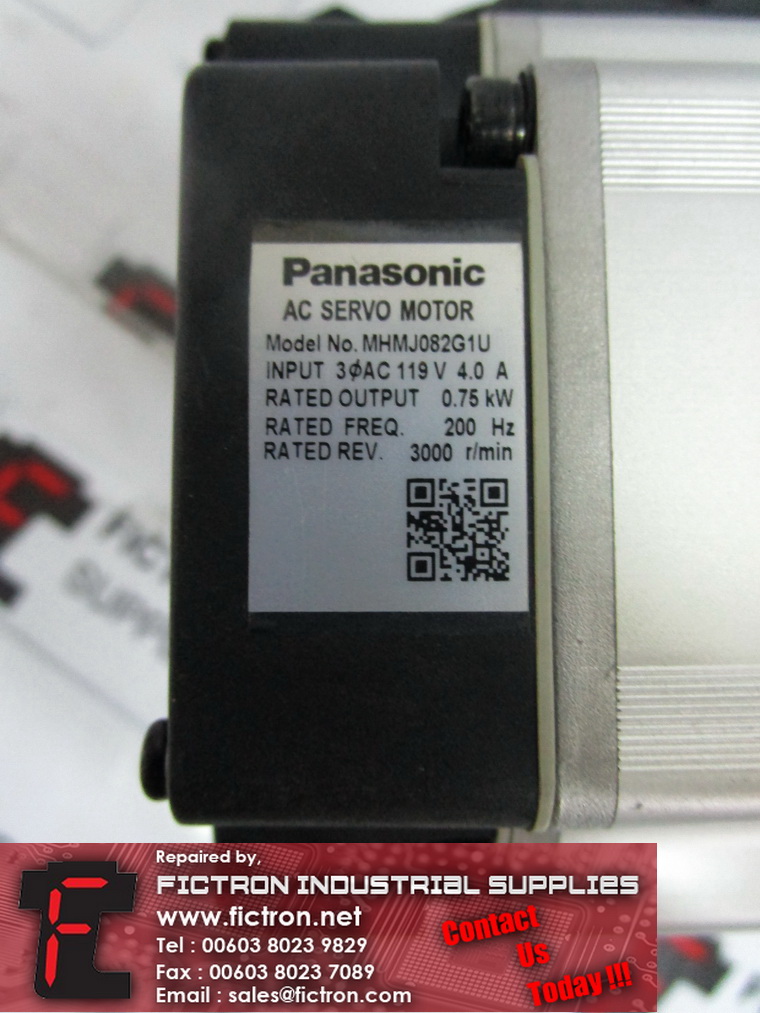 Panasonic
AC SERVO MOTOR
Model No. MHMJ082G1U
INPUT 3ϕAC 119 V 4.0 A
RATED OUTPUT 0.75 kW
RATED FREQ. 200 Hz
RATED REV. 3000 r/min
FICTRON
SUPPLIES
Repaired by,
FICTRON INDUSTRIAL SUPPLIES
www.fictron.net
Tel : 00603 8023 9829
Fax : 00603 8023 7089
Email : sales@fictron.com
Contact
Us
Today !!!